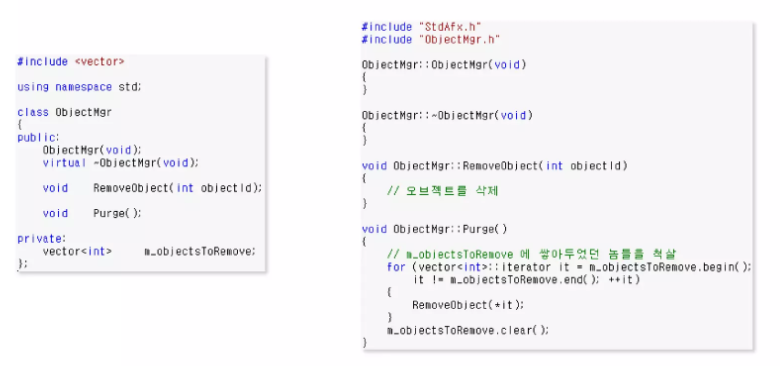 #include <vector>
using namespace std;
class ObjectMgr
{
public:
ObjectMgr(void);
virtual ~ObjectMgr(void);
void RemoveObject(int objectId);
void Purge();
private:
vector<int> m_objectsToRemove;
};
#include "StdAfx.h"
#include "ObjectMgr.h"
ObjectMgr::ObjectMgr(void)
{
}
ObjectMgr::~ObjectMgr(void)
{
}
void ObjectMgr::RemoveObject(int objectId)
{
// 오브젝트를 삭제
}
void ObjectMgr::Purge()
{
// m_objectsToRemove 에 쌓아두었던 놈들를 척살
for (vector<int>::iterator it = m_objectsToRemove.begin();
it != m_objectsToRemove.end(); ++it)
{
RemoveObject(*it);
}
m_objectsToRemove.clear();
}